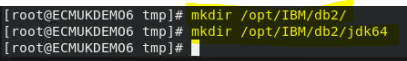 [root@ECMUKDEMO6 tmp]# mkdir /opt/IBM/db2/
[root@ECMUKDEMO6 tmp]# mkdir /opt/IBM/db2/jdk64
[root@ECMUKDEMO6 tmp]#